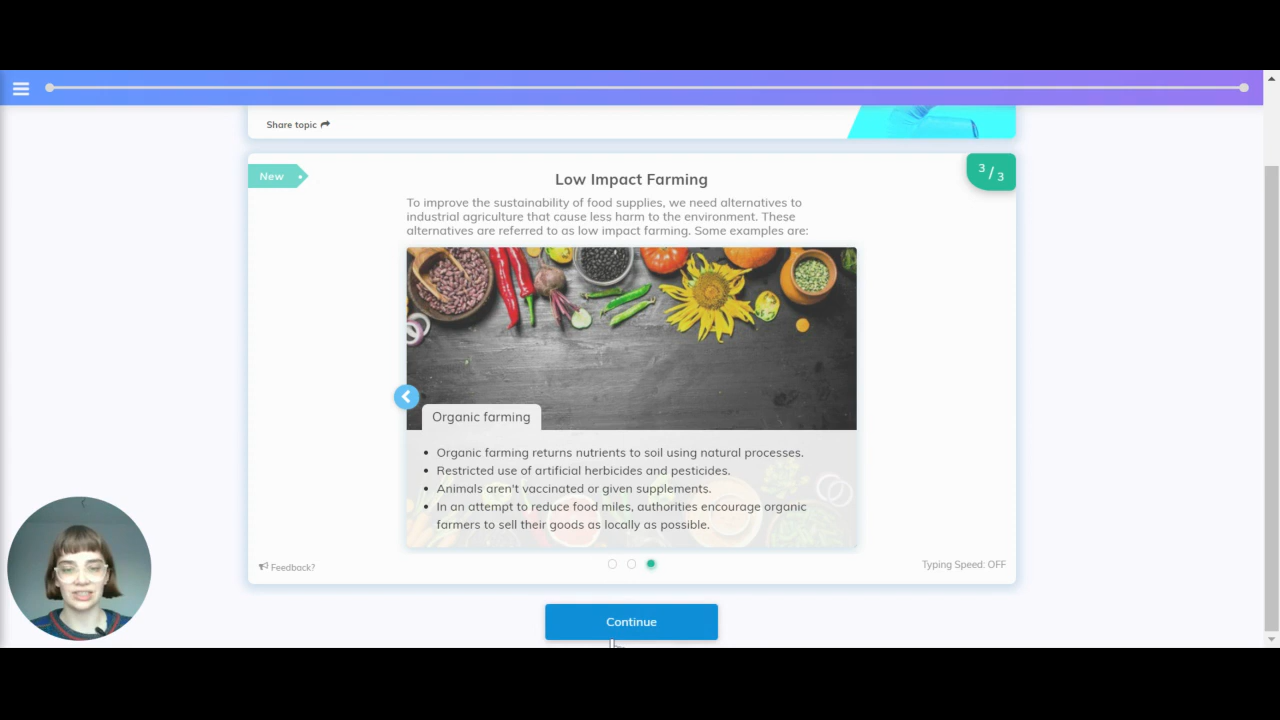 Share topic
New
3 / 3
Low Impact Farming
To improve the sustainability of food supplies, we need alternatives to
industrial agriculture that cause less harm to the environment. These
alternatives are referred to as low impact farming. Some examples are:
Organic farming
Organic farming returns nutrients to soil using natural processes.
Restricted use of artificial herbicides and pesticides.
Animals aren't vaccinated or given supplements.
In an attempt to reduce food miles, authorities encourage organic
farmers to sell their goods as locally as possible.
Feedback?
Typing Speed: OFF
Continue